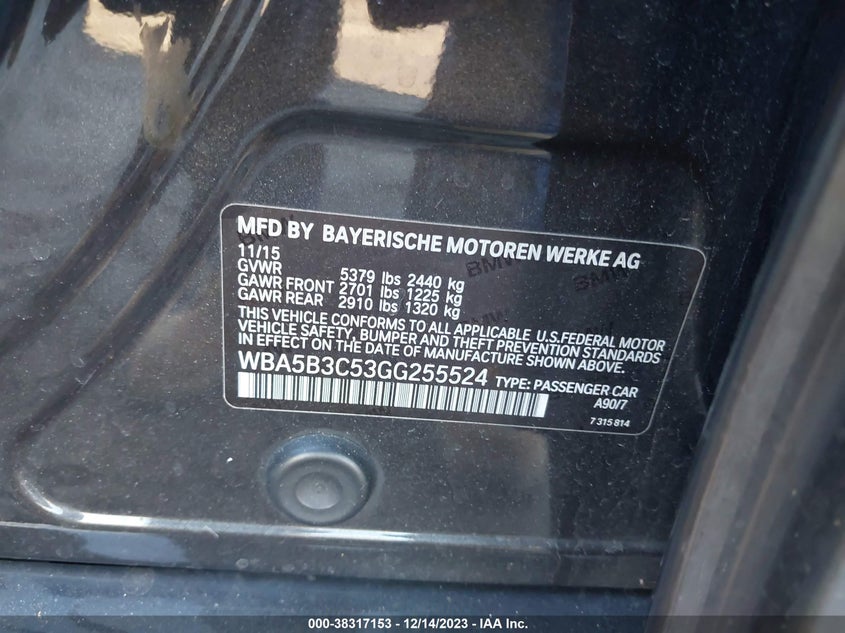 MFD BY BAYERISCHE MOTOREN WERKE AG
11/15
GVWR 5379 lbs 2440 kg
GAWR FRONT 2701 lbs 1225 kg
GAWR REAR 2910 lbs 1320 kg
THIS VEHICLE CONFORMS TO ALL APPLICABLE U.S.FEDERAL MOTOR
VEHICLE SAFETY, BUMPER AND THEFT PREVENTION STANDARDS
IN EFFECT ON THE DATE OF MANUFACTURE SHOWN ABOVE.
WBA5B3C53GG255524 TYPE: PASSENGER CAR
A90/7
7 315 814
000-38317153 - 12/14/2023 - IAA Inc.